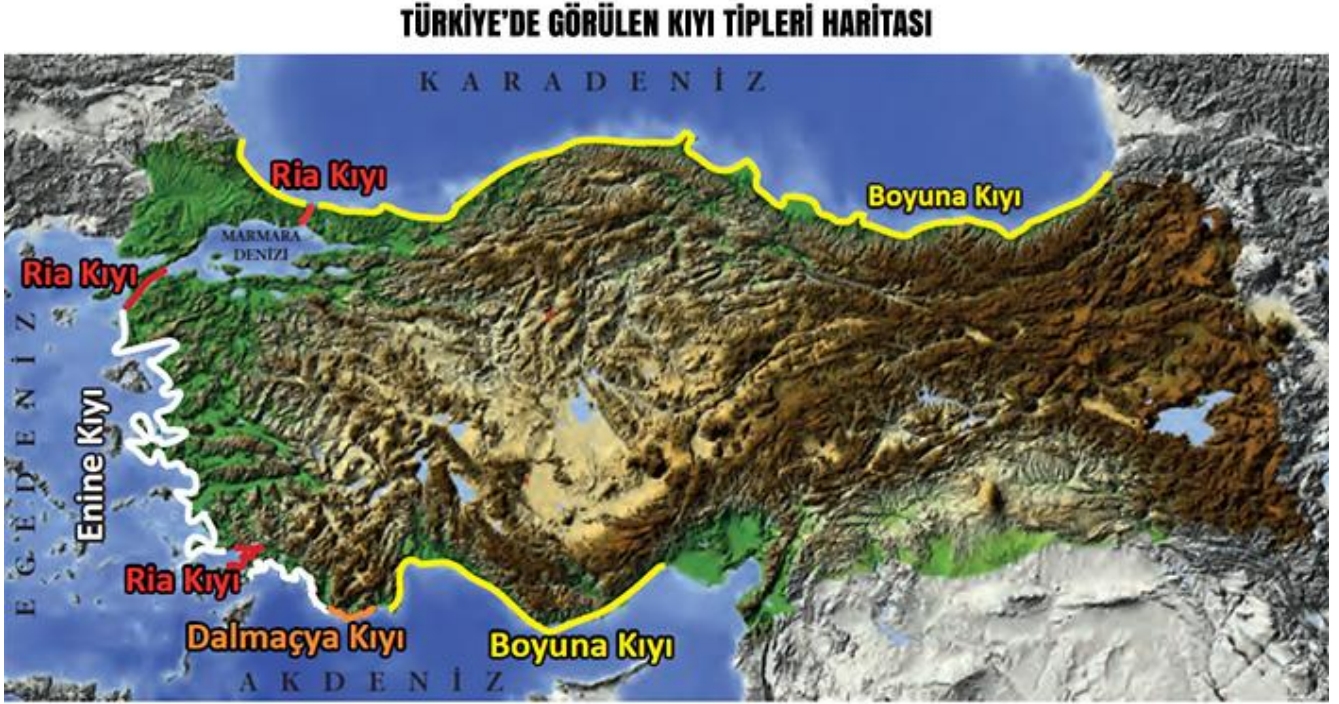 TÜRKİYE'DE GÖRÜLEN KIYI TİPLERİ HARİTASI
KARADENİZ
Ria Kıyı
Boyuna Kıyı
MARMARA
DENİZİ
Ria Kıyı
EGE DENİZ
Enine Kıyı
Ria Kıyı
Dalmaçya Kıyı
Boyuna Kıyı
AKDENİZ